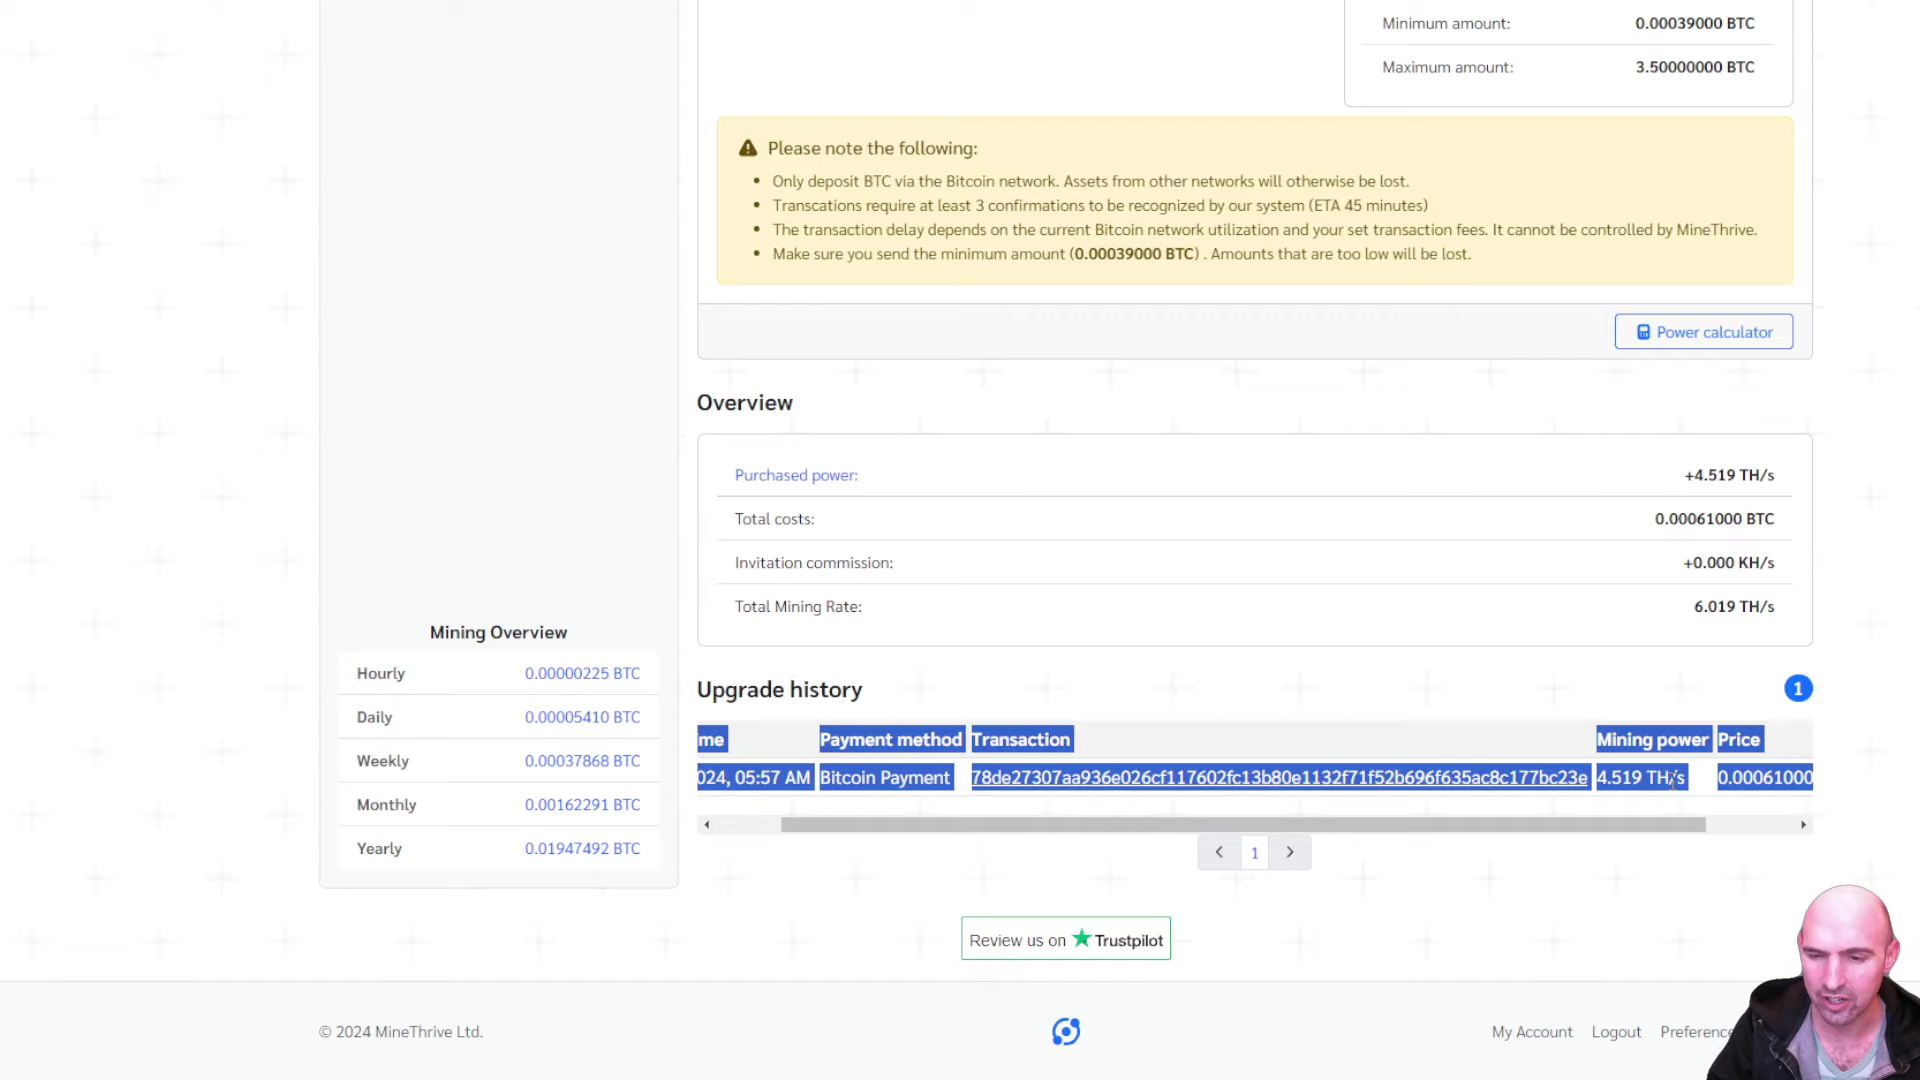 Minimum amount: 0.00039000 BTC
Maximum amount: 3.50000000 BTC
Please note the following:
• Only deposit BTC via the Bitcoin network. Assets from other networks will otherwise be lost.
• Transcations require at least 3 confirmations to be recognized by our system (ETA 45 minutes)
• The transaction delay depends on the current Bitcoin network utilization and your set transaction fees. It cannot be controlled by MineThrive.
• Make sure you send the minimum amount (0.00039000 BTC) . Amounts that are too low will be lost.
Power calculator
Overview
Purchased power: +4.519 TH/s
Total costs: 0.00061000 BTC
Invitation commission: +0.000 KH/s
Total Mining Rate: 6.019 TH/s
Mining Overview
Hourly 0.00000225 BTC
Daily 0.00005410 BTC
Weekly 0.00037868 BTC
Monthly 0.00162291 BTC
Yearly 0.01947492 BTC
Upgrade history 1
me Payment method Transaction Mining power Price
024, 05:57 AM Bitcoin Payment 78de27307aa936e026cf117602fc13b80e1132f71f52b696f635ac8c177bc23e 4.519 TH/s 0.00061000
1
Review us on Trustpilot
© 2024 MineThrive Ltd.
My Account Logout Preference